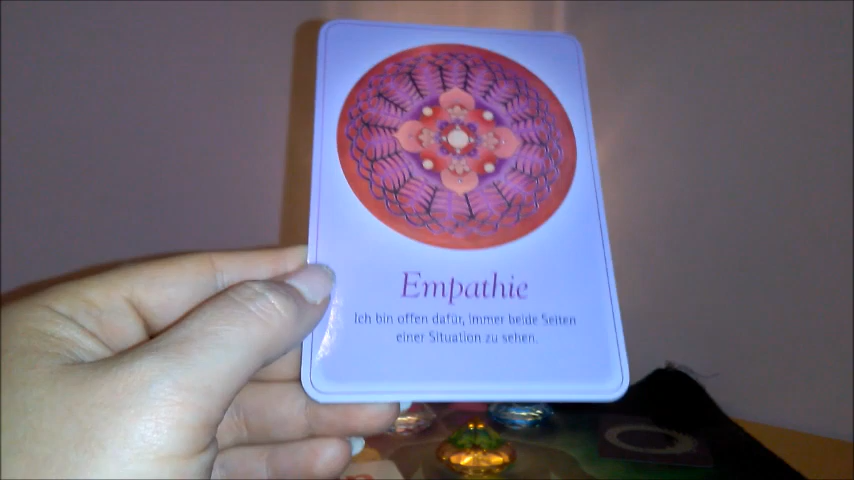 Empathie
Ich bin offen dafür, immer beide Seiten
einer Situation zu sehen.